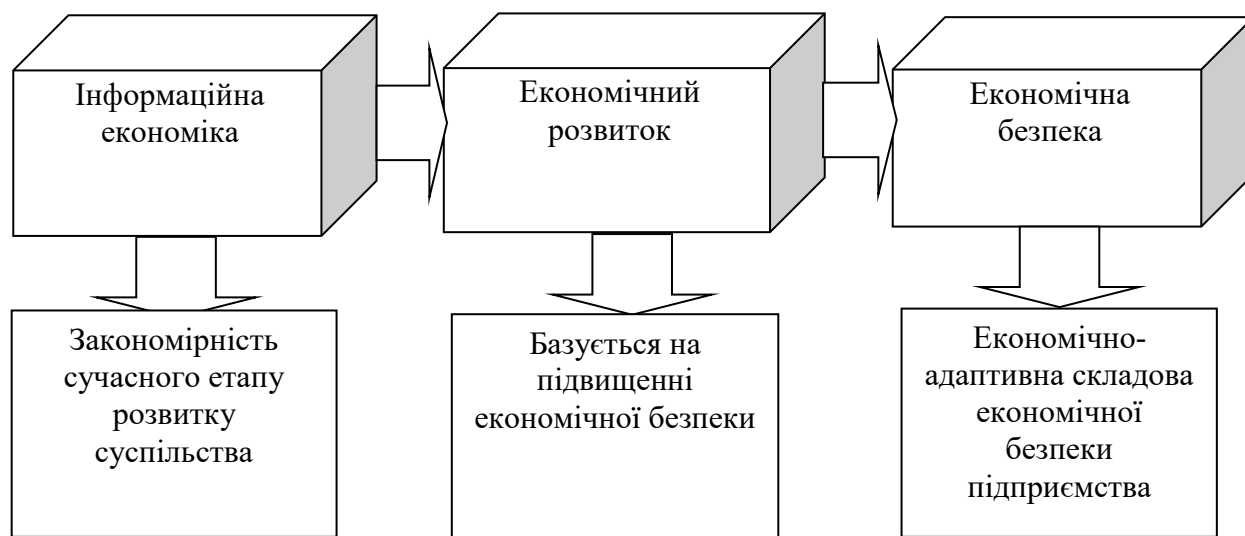 Інформаційна
економіка
Економічний
розвиток
Економічна
безпека
Закономірність
сучасного етапу
розвитку
суспільства
Базується на
підвищенні
економічної безпеки
Економічно-
адаптивна складова
економічної
безпеки
підприємства